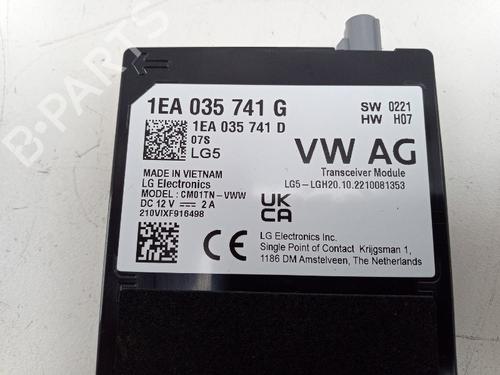 1EA 035 741 G
SW 0221
HW H07
1EA 035 741 D
07S
LG5
VW AG
Transceiver Module
LG5-LGH20.10.2210081353
MADE IN VIETNAM
LG Electronics
MODEL: CM01TN-VWW
DC 12 V ⎓ 2 A
210VIXF916498
UK
CA
LG Electronics Inc.
Single Point of Contact Krijgsman 1,
1186 DM Amstelveen, The Netherlands
B-PARTS